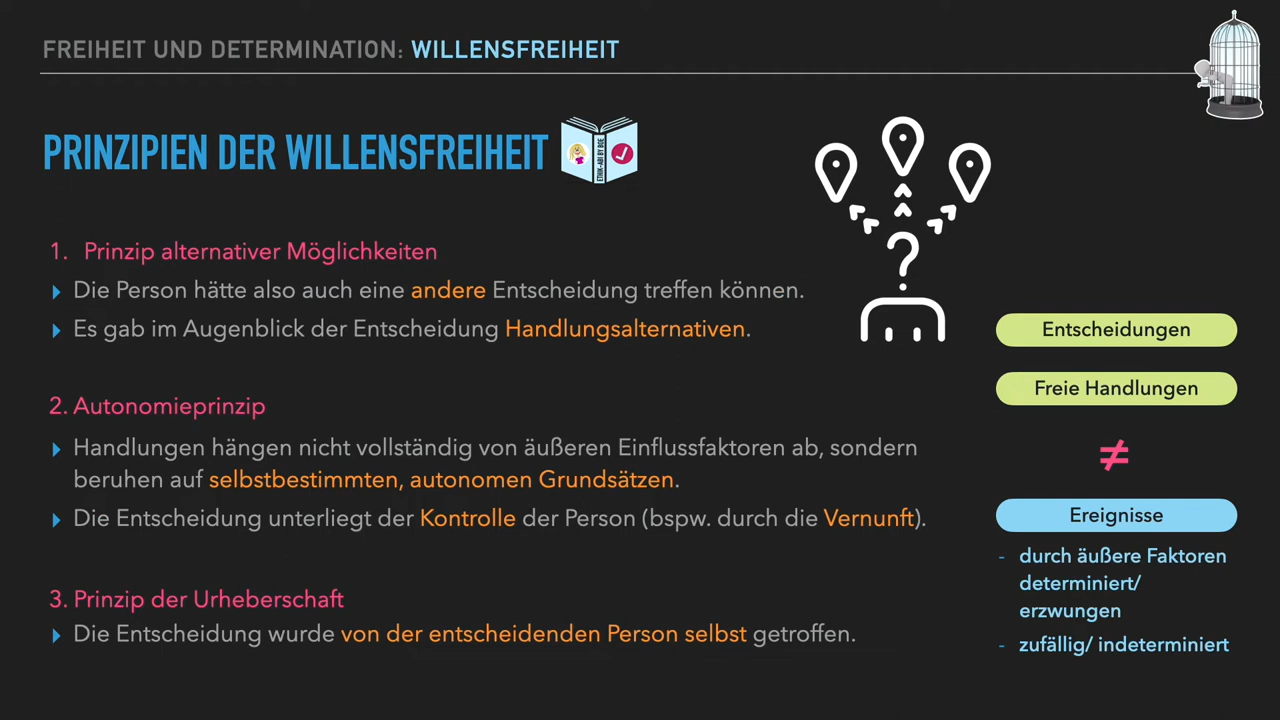 FREIHEIT UND DETERMINATION: WILLENSFREIHEIT
PRINZIPIEN DER WILLENSFREIHEIT
ETHIK-ABI BY BOE
1. Prinzip alternativer Möglichkeiten
Die Person hätte also auch eine andere Entscheidung treffen können.
Es gab im Augenblick der Entscheidung Handlungsalternativen.
2. Autonomieprinzip
Handlungen hängen nicht vollständig von äußeren Einflussfaktoren ab, sondern
beruhen auf selbstbestimmten, autonomen Grundsätzen.
Die Entscheidung unterliegt der Kontrolle der Person (bspw. durch die Vernunft).
3. Prinzip der Urheberschaft
Die Entscheidung wurde von der entscheidenden Person selbst getroffen.
?
Entscheidungen
Freie Handlungen
≠
Ereignisse
- durch äußere Faktoren
determiniert/
erzwungen
- zufällig/ indeterminiert